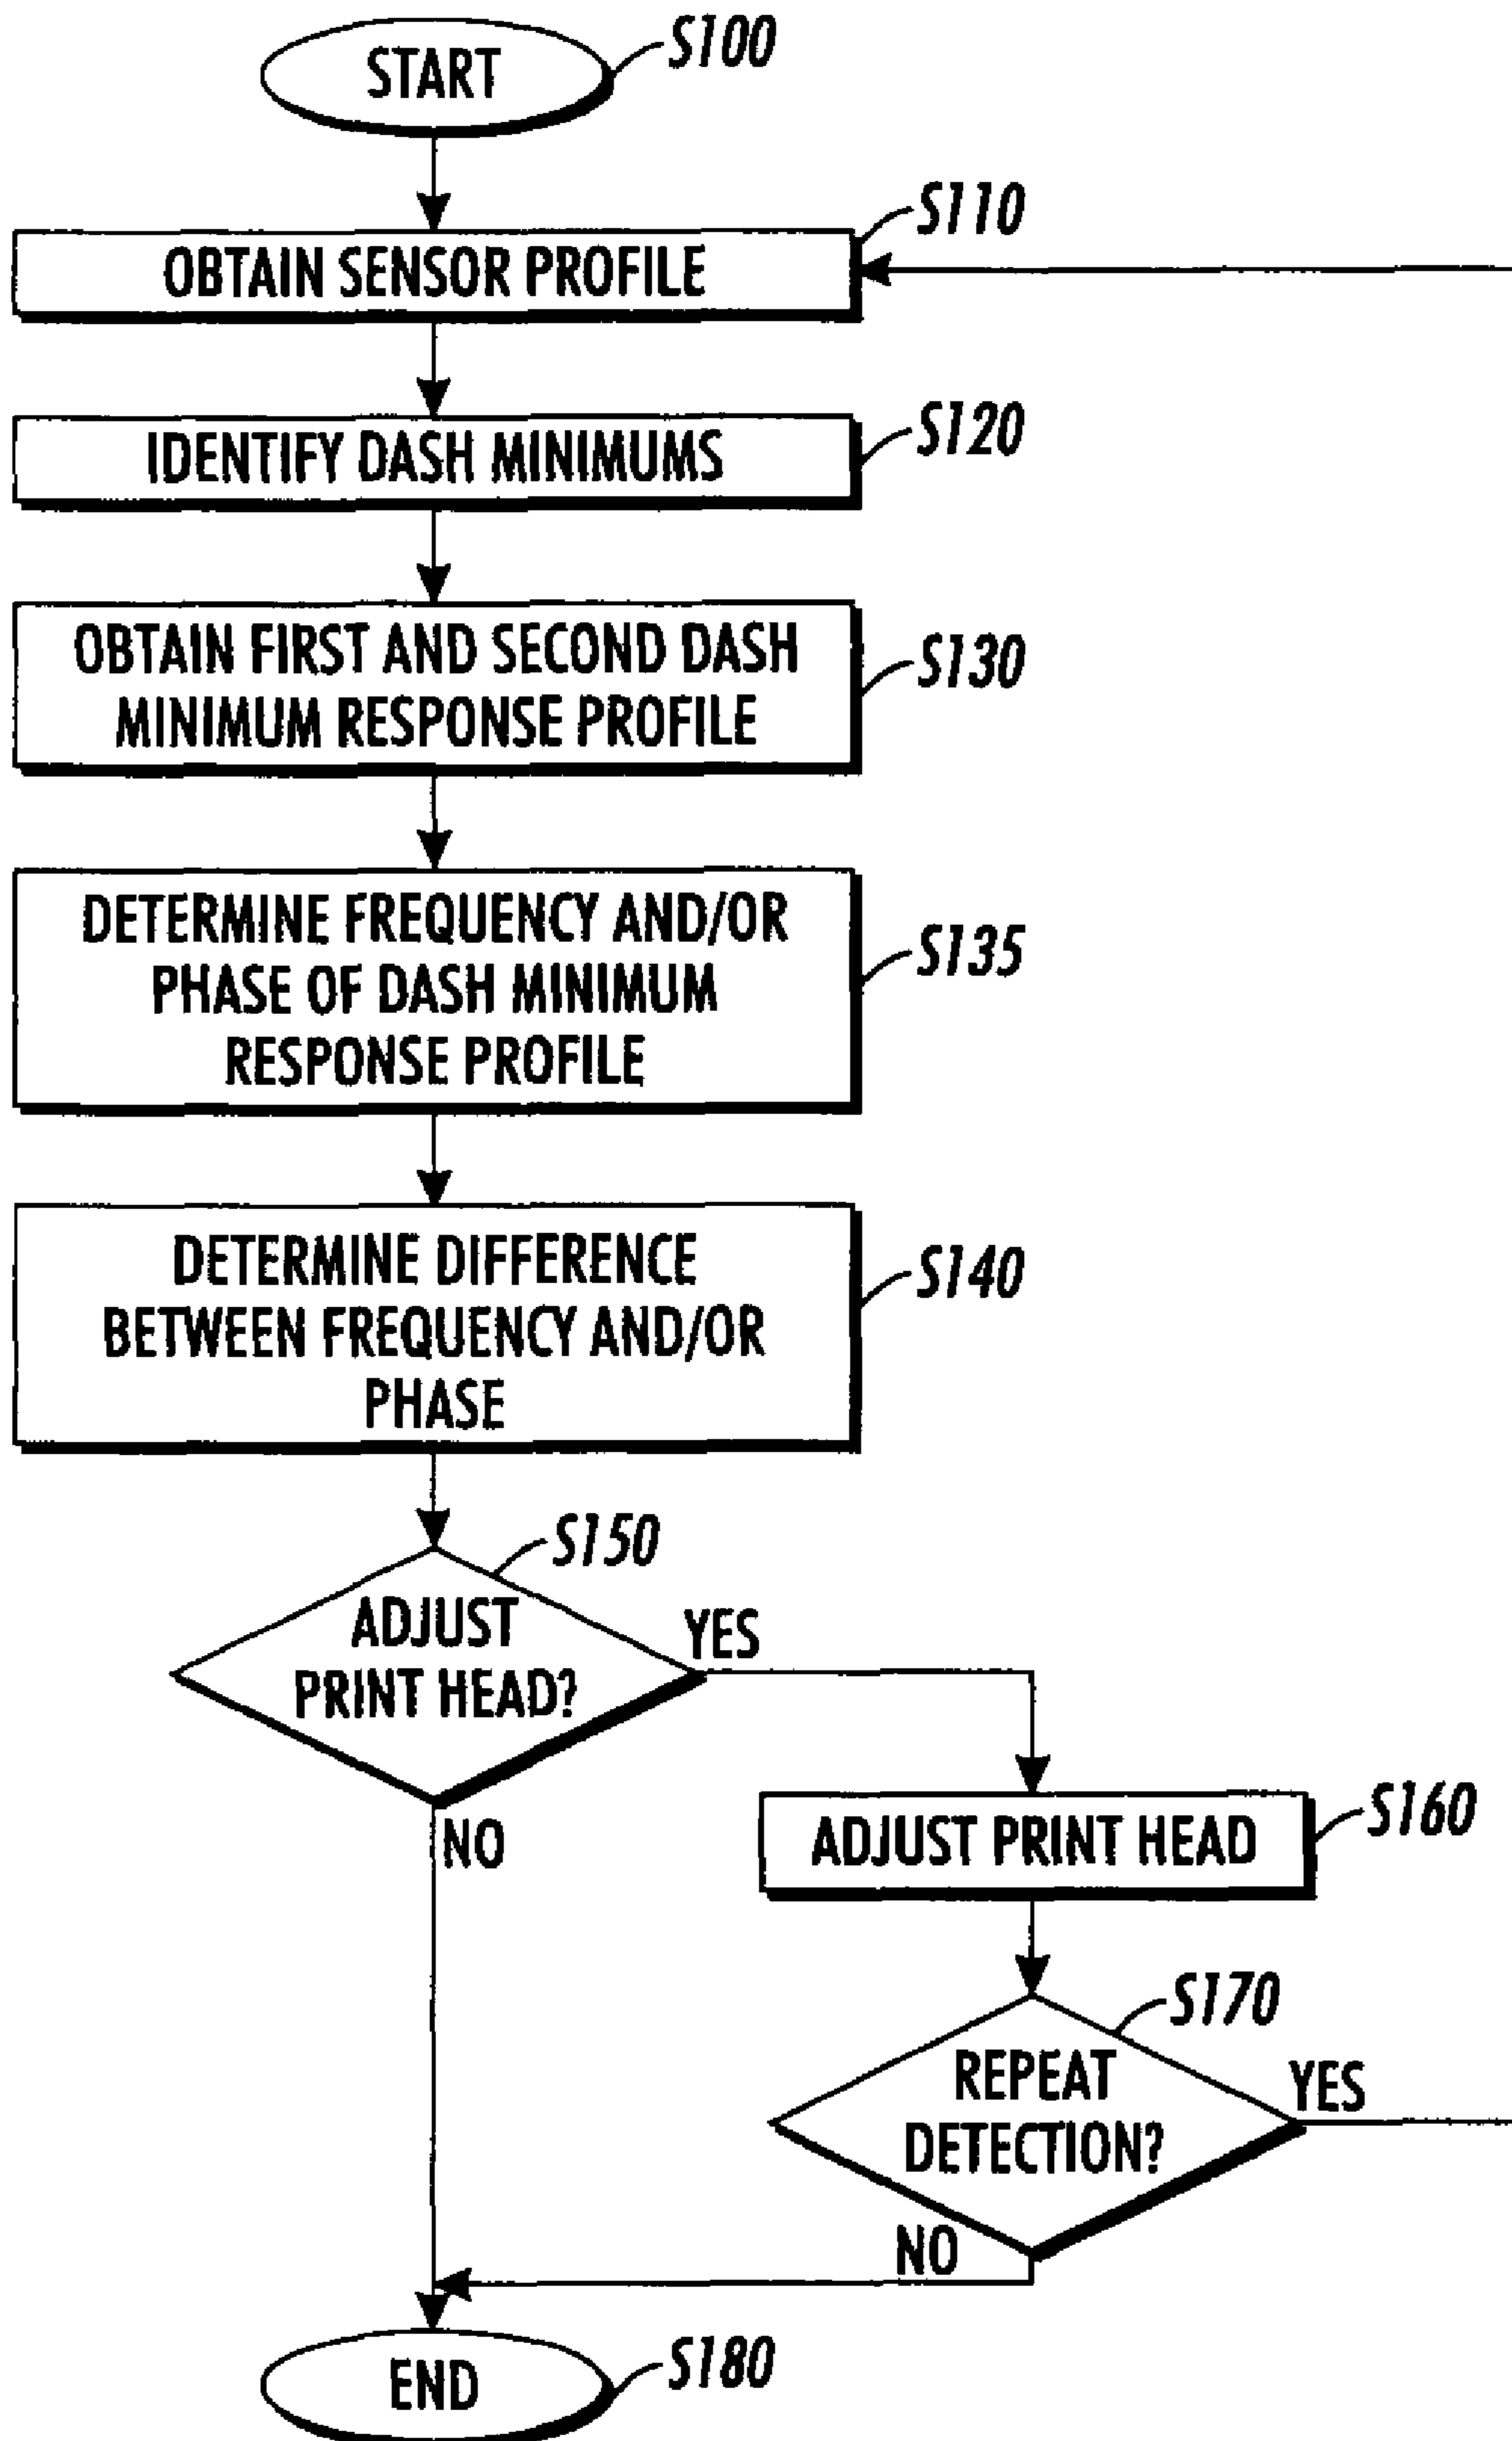 START
S100
S110
OBTAIN SENSOR PROFILE
S120
IDENTIFY DASH MINIMUMS
OBTAIN FIRST AND SECOND DASH
MINIMUM RESPONSE PROFILE
S130
DETERMINE FREQUENCY AND/OR
PHASE OF DASH MINIMUM
RESPONSE PROFILE
S135
DETERMINE DIFFERENCE
BETWEEN FREQUENCY AND/OR
PHASE
S140
S150
ADJUST
PRINT HEAD?
YES
NO
ADJUST PRINT HEAD
S160
S170
REPEAT
DETECTION?
YES
NO
END
S180